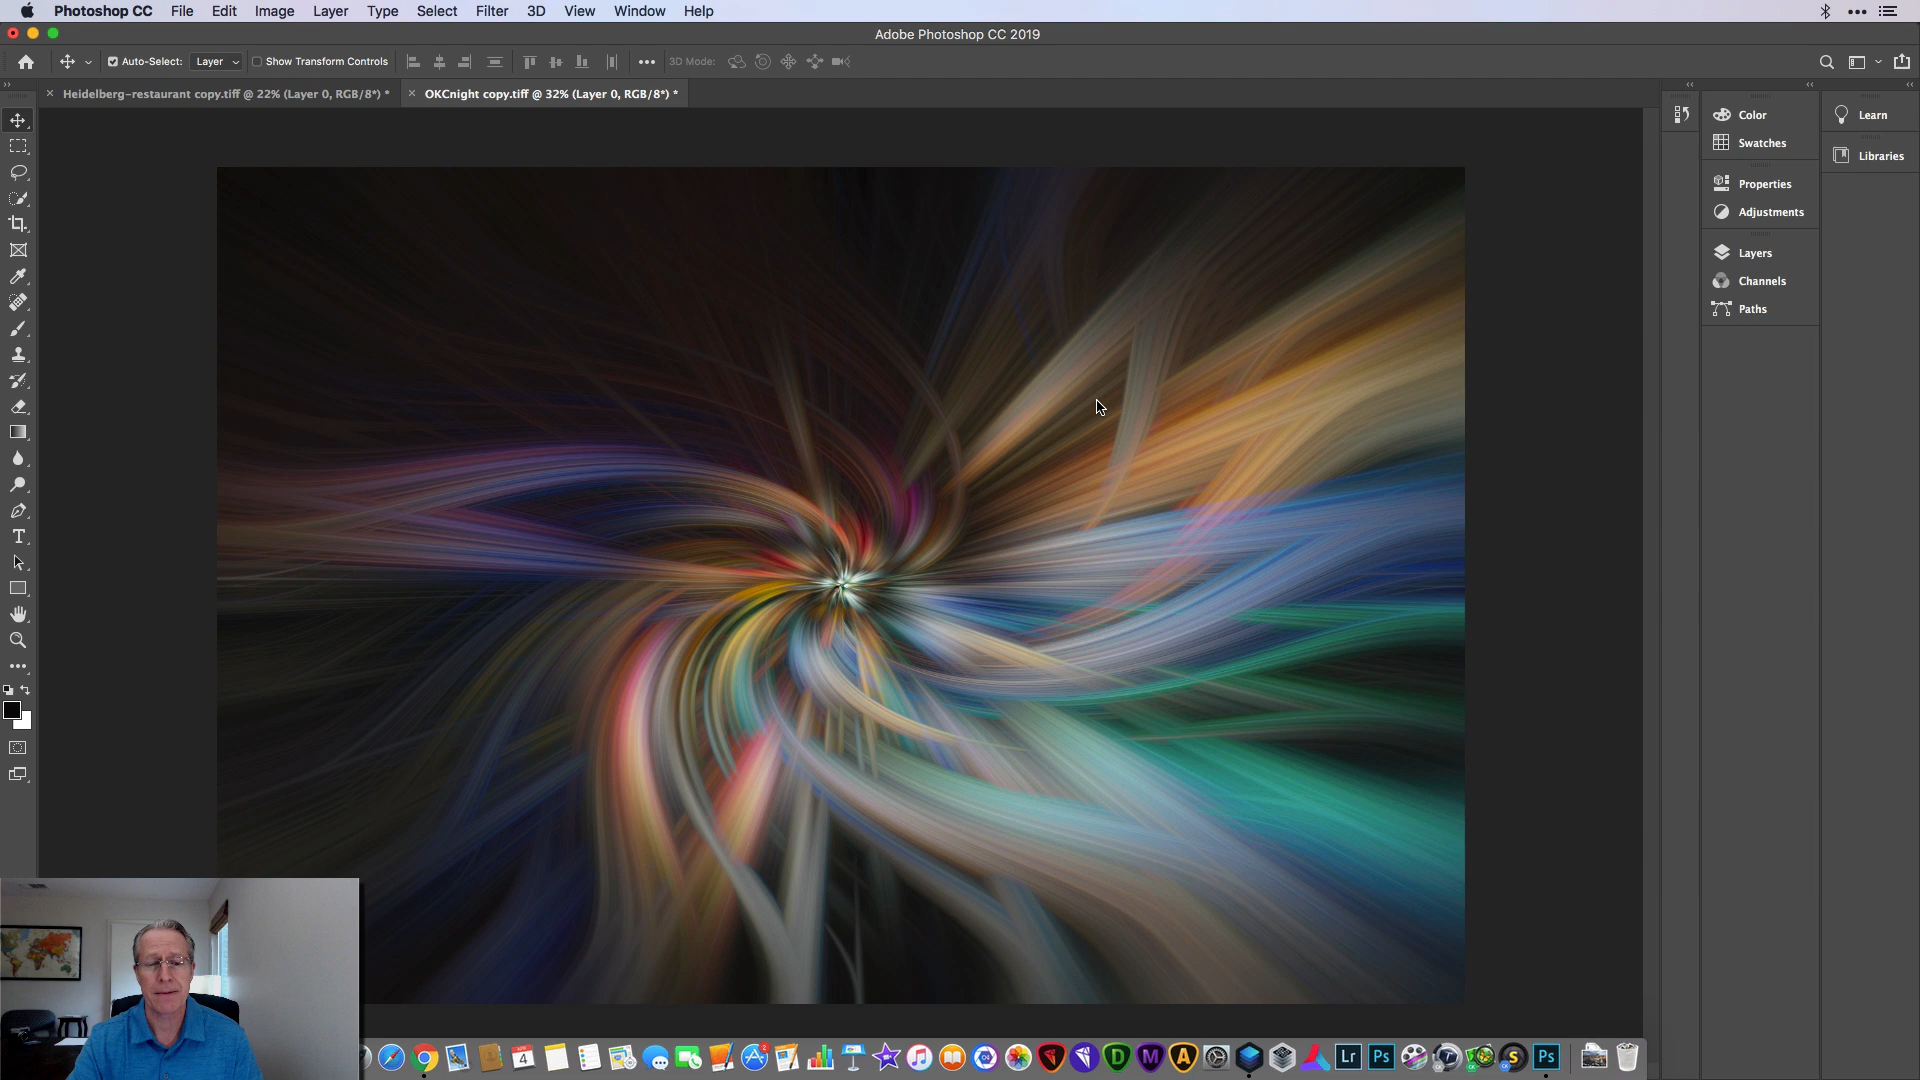 Photoshop CC File Edit Image Layer Type Select Filter 3D View Window Help
Adobe Photoshop CC 2019
Auto-Select: Layer Show Transform Controls 3D Mode:
Heidelberg-restaurant copy.tiff @ 22% (Layer 0, RGB/8*) * OKCnight copy.tiff @ 32% (Layer 0, RGB/8*) *
Color
Swatches
Properties
Adjustments
Layers
Channels
Paths
Learn
Libraries
T
4
2
D
M
A
Lr
Ps
S
Ps